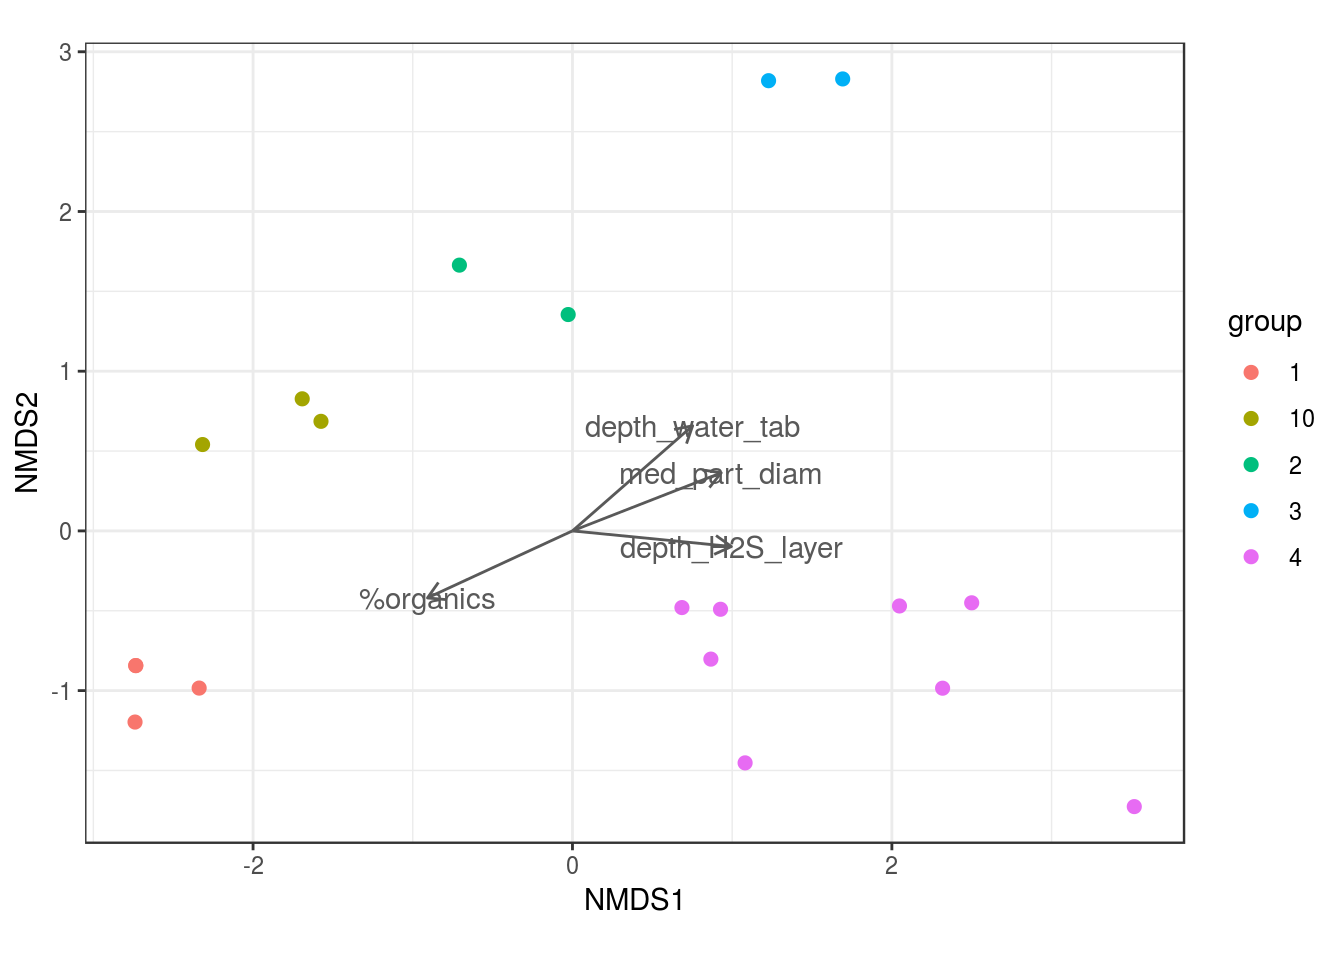 3
2
1
0
-1
-2
0
2
NMDS1
NMDS2
depth_water_tab
med_part_diam
depth_H2S_layer
%organics
group
1
10
2
3
4